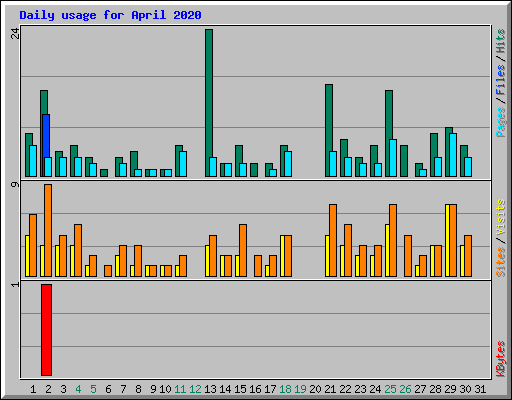 Daily usage for April 2020
24
Pages / Files / Hits
9
Sites / Visits
1
KBytes
1 2 3 4 5 6 7 8 9 10 11 12 13 14 15 16 17 18 19 20 21 22 23 24 25 26 27 28 29 30 31